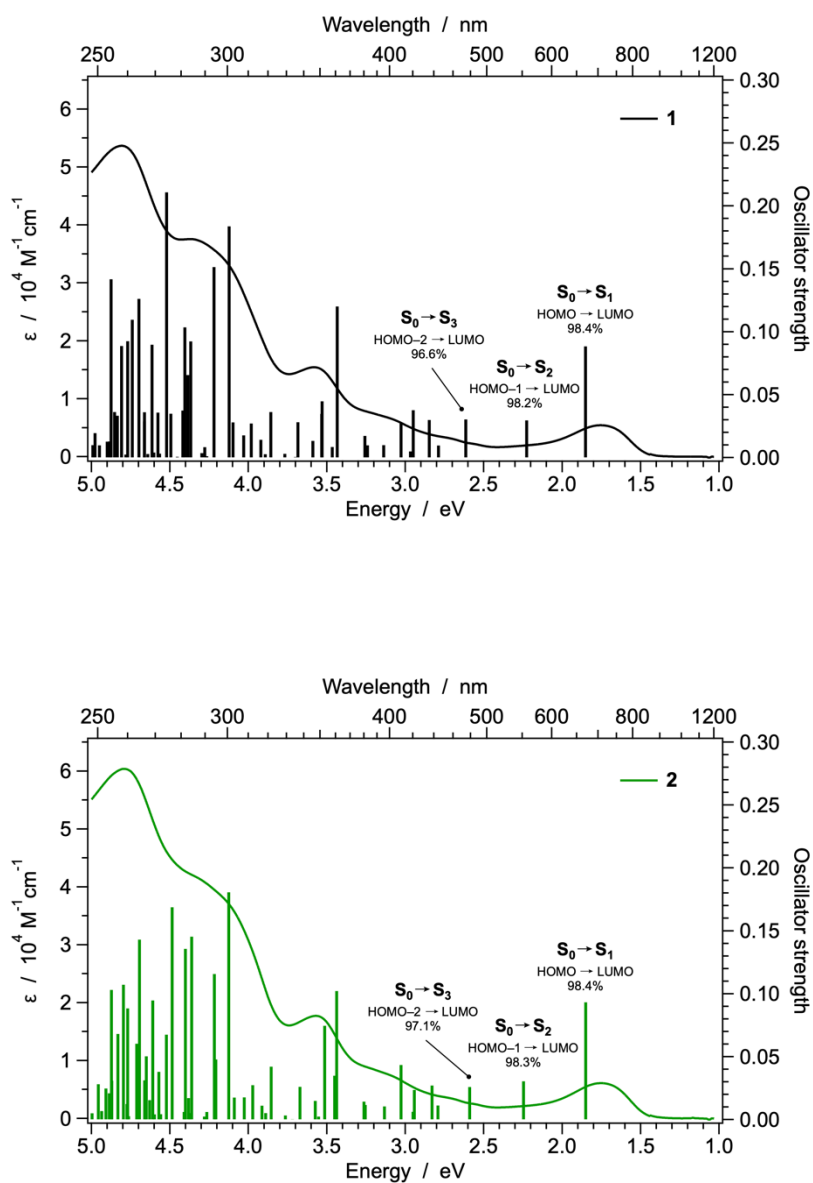 Wavelength / nm
250 300 400 500 600 800 1200
6 5 4 3 2 1 0
ε / 10⁴ M⁻¹cm⁻¹
1
S₀→S₃
HOMO–2 → LUMO
96.6%
S₀→S₂
HOMO–1 → LUMO
98.2%
S₀→S₁
HOMO → LUMO
98.4%
0.30 0.25 0.20 0.15 0.10 0.05 0.00
Oscillator strength
5.0 4.5 4.0 3.5 3.0 2.5 2.0 1.5 1.0
Energy / eV
Wavelength / nm
250 300 400 500 600 800 1200
6 5 4 3 2 1 0
ε / 10⁴ M⁻¹cm⁻¹
2
S₀→S₃
HOMO–2 → LUMO
97.1%
S₀→S₂
HOMO–1 → LUMO
98.3%
S₀→S₁
HOMO → LUMO
98.4%
0.30 0.25 0.20 0.15 0.10 0.05 0.00
Oscillator strength
5.0 4.5 4.0 3.5 3.0 2.5 2.0 1.5 1.0
Energy / eV